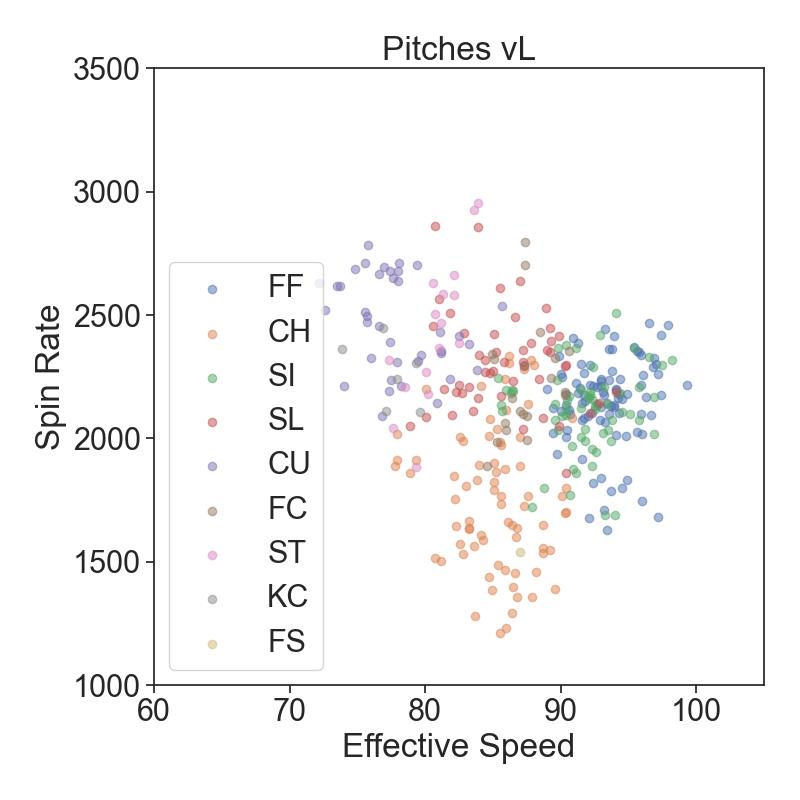 Pitches vL
3500
3000
2500
2000
1500
1000
Spin Rate
FF
CH
SI
SL
CU
FC
ST
KC
FS
60 70 80 90 100
Effective Speed